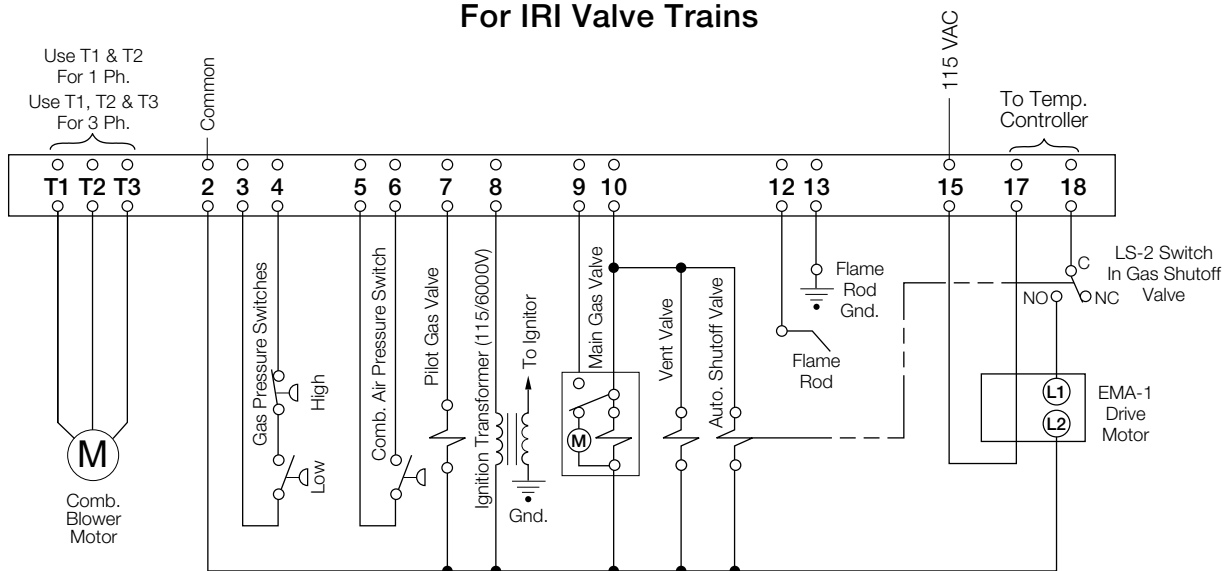 For IRI Valve Trains
Use T1 & T2
For 1 Ph.
Use T1, T2 & T3
For 3 Ph.
Common
115 VAC
To Temp.
Controller
T1 T2 T3 2 3 4 5 6 7 8 9 10 12 13 15 17 18
Gas Pressure Switches
High
Low
Comb. Air Pressure Switch
Pilot Gas Valve
Ignition Transformer (115/6000V)
To Ignitor
Gnd.
Main Gas Valve
M
Vent Valve
Auto. Shutoff Valve
Flame
Rod
Gnd.
Flame
Rod
C
NO
NC
LS-2 Switch
In Gas Shutoff
Valve
L1
L2
EMA-1
Drive
Motor
M
Comb.
Blower
Motor